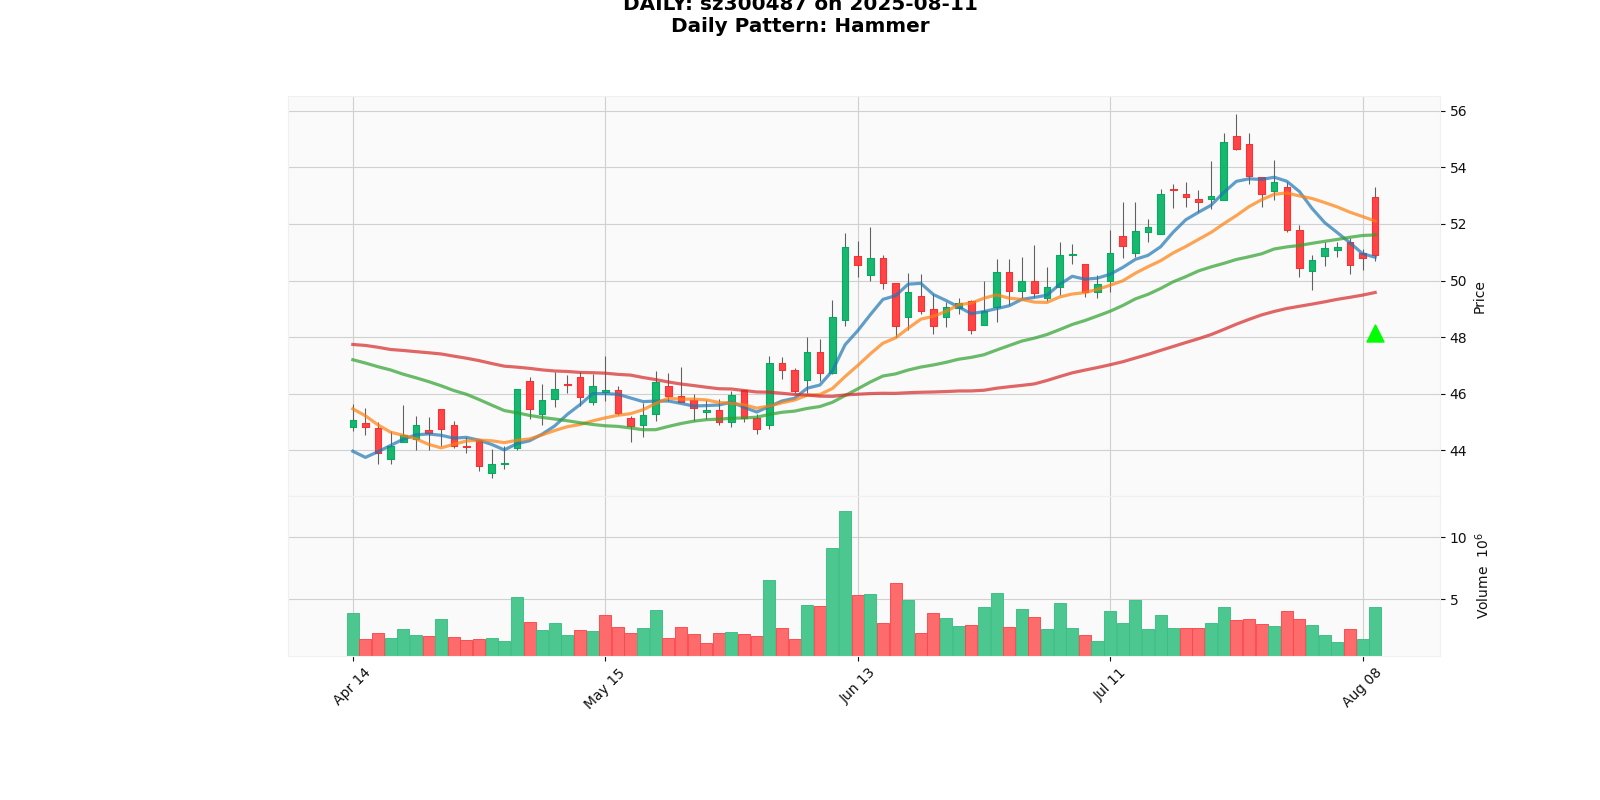 DAILY: sz300487 on 2025-08-11
Daily Pattern: Hammer
56
54
52
50
48
46
44
Price
10
5
Volume 10⁶
Apr 14
May 15
Jun 13
Jul 11
Aug 08